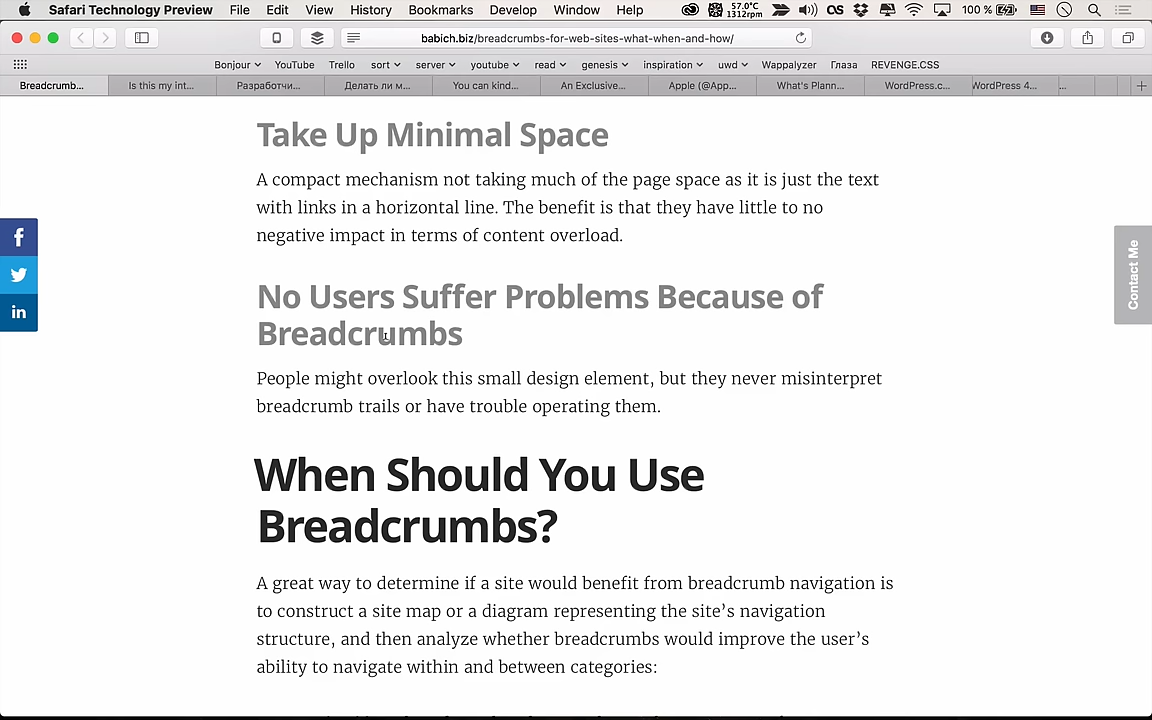 Safari Technology Preview File Edit View History Bookmarks Develop Window Help 57.0°C 1312rpm 100 %
babich.biz/breadcrumbs-for-web-sites-what-when-and-how/
Bonjour YouTube Trello sort server youtube read genesis inspiration uwd Wappalyzer Глаза REVENGE.CSS
Breadcrumb... Is this my int... Разработчи... Делать ли м... You can kind... An Exclusive... Apple (@App... What's Plann... WordPress.c... WordPress 4... ...
Take Up Minimal Space
A compact mechanism not taking much of the page space as it is just the text
with links in a horizontal line. The benefit is that they have little to no
negative impact in terms of content overload.
No Users Suffer Problems Because of
Breadcrumbs
People might overlook this small design element, but they never misinterpret
breadcrumb trails or have trouble operating them.
When Should You Use
Breadcrumbs?
A great way to determine if a site would benefit from breadcrumb navigation is
to construct a site map or a diagram representing the site's navigation
structure, and then analyze whether breadcrumbs would improve the user's
ability to navigate within and between categories:
Contact Me